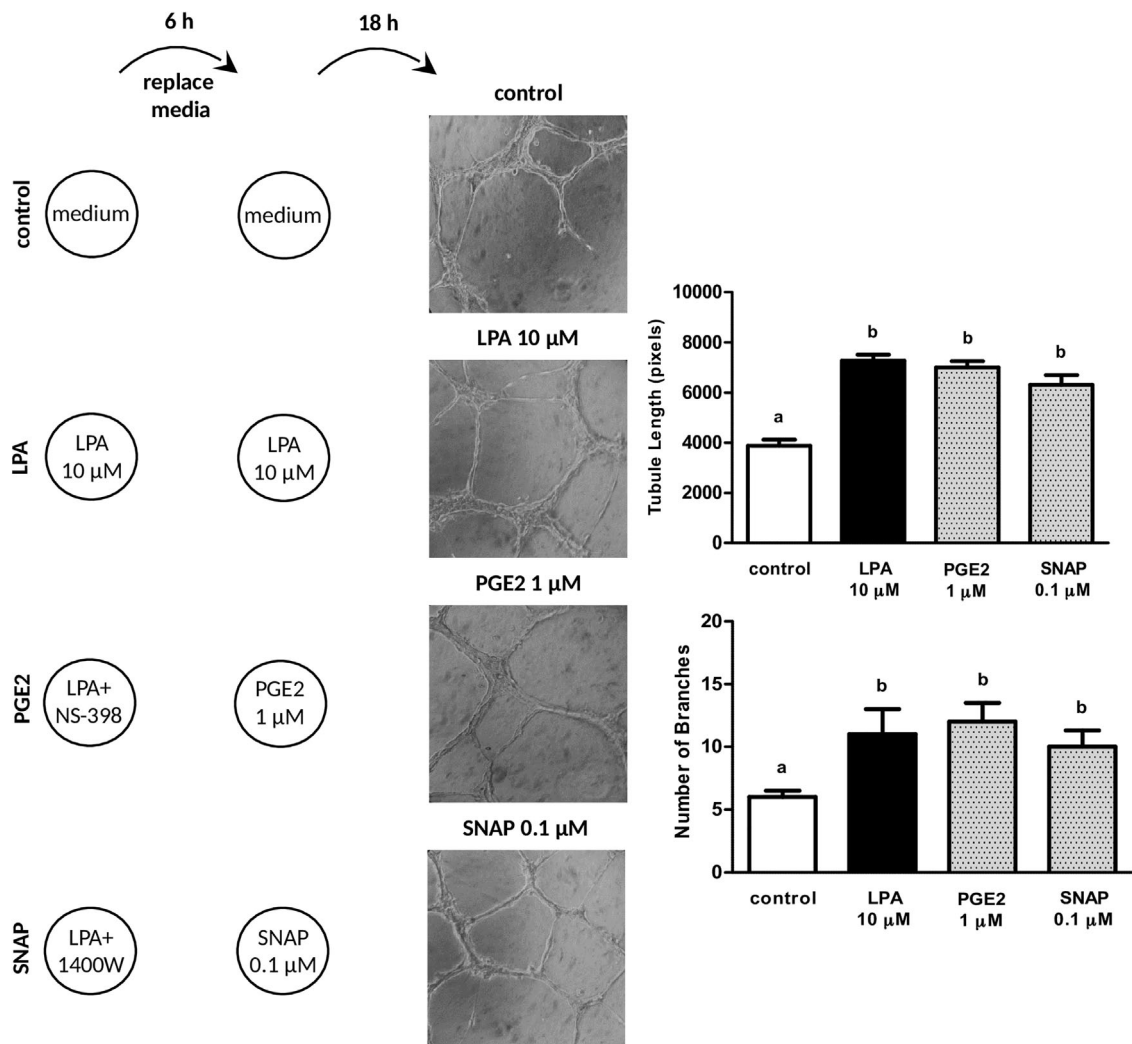 6 h
replace
media
18 h
control
medium
medium
control
LPA
LPA
10 μM
LPA
10 μM
LPA 10 μM
PGE2
LPA+
NS-398
PGE2
1 μM
PGE2 1 μM
SNAP
LPA+
1400W
SNAP
0.1 μM
SNAP 0.1 μM
Tubule Length (pixels)
10000
8000
6000
4000
2000
0
a
b
b
b
control
LPA
10 μM
PGE2
1 μM
SNAP
0.1 μM
Number of Branches
20
15
10
5
0
a
b
b
b
control
LPA
10 μM
PGE2
1 μM
SNAP
0.1 μM